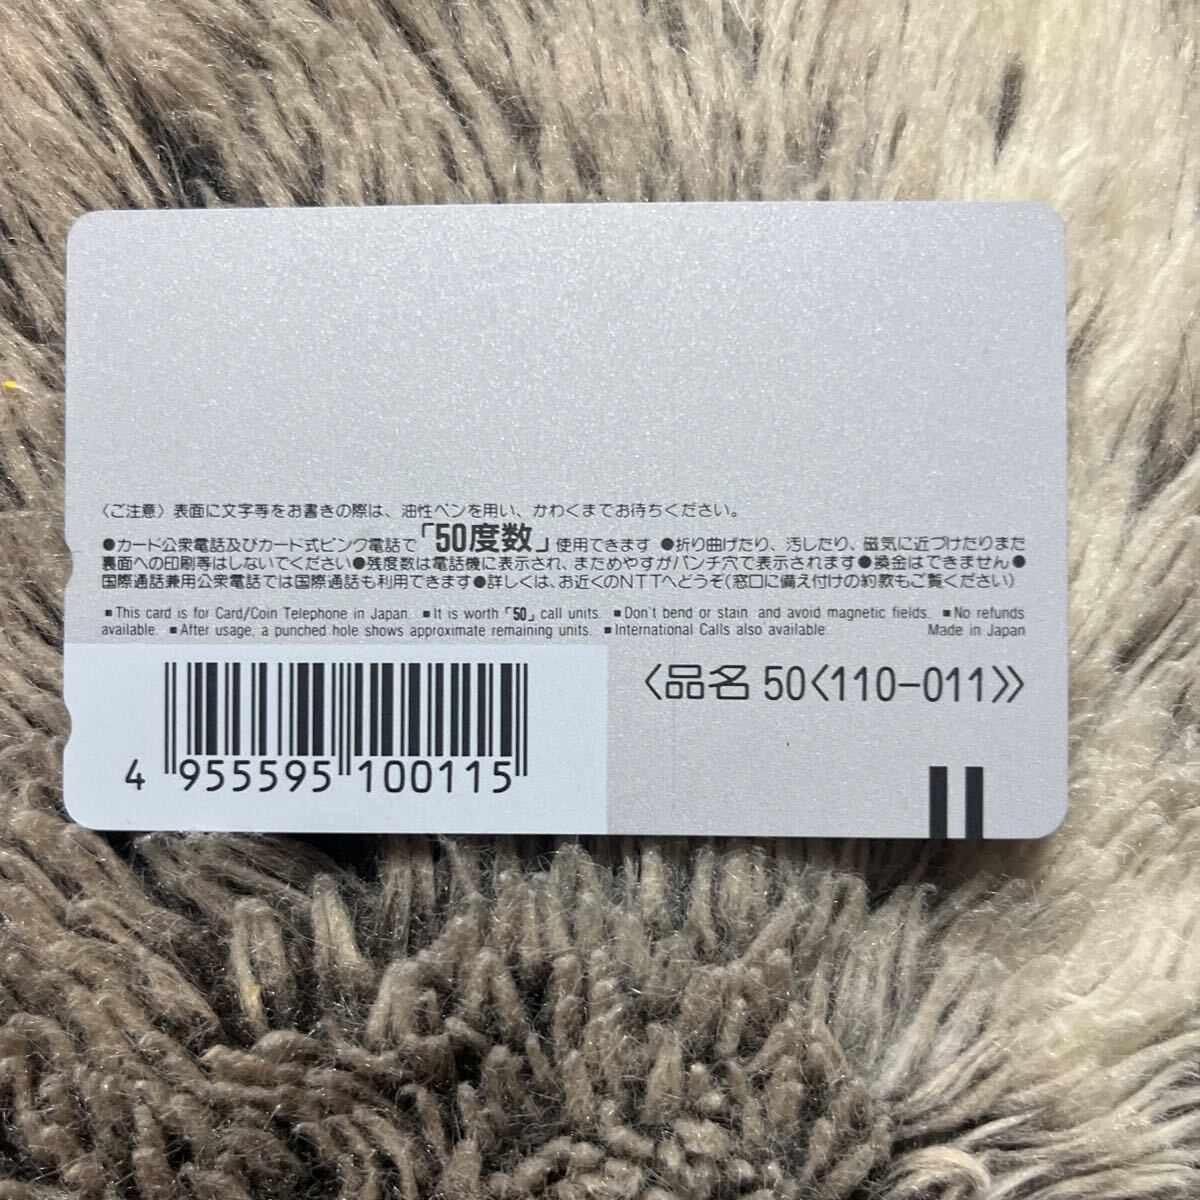 〈ご注意〉表面に文字等をお書きの際は、油性ペンを用い、かわくまでお待ちください。
●カード公衆電話及びカード式ピンク電話で「50度数」使用できます ●折り曲げたり、汚したり、磁気に近づけたりまた
裏面への印刷等はしないでください●残度数は電話機に表示され、まためやすがパンチ穴で表示されます●換金はできません●
国際通話兼用公衆電話では国際通話も利用できます●詳しくは、お近くのNTTへどうぞ(窓口に備え付けの約款もご覧ください)
■This card is for Card/Coin Telephone in Japan. ■It is worth「50」call units. ■Don't bend or stain and avoid magnetic fields. ■No refunds
available. ■After usage, a punched hole shows approximate remaining units. ■International Calls also available. Made in Japan
〈品名 50〈110-011〉〉
4 955595 100115